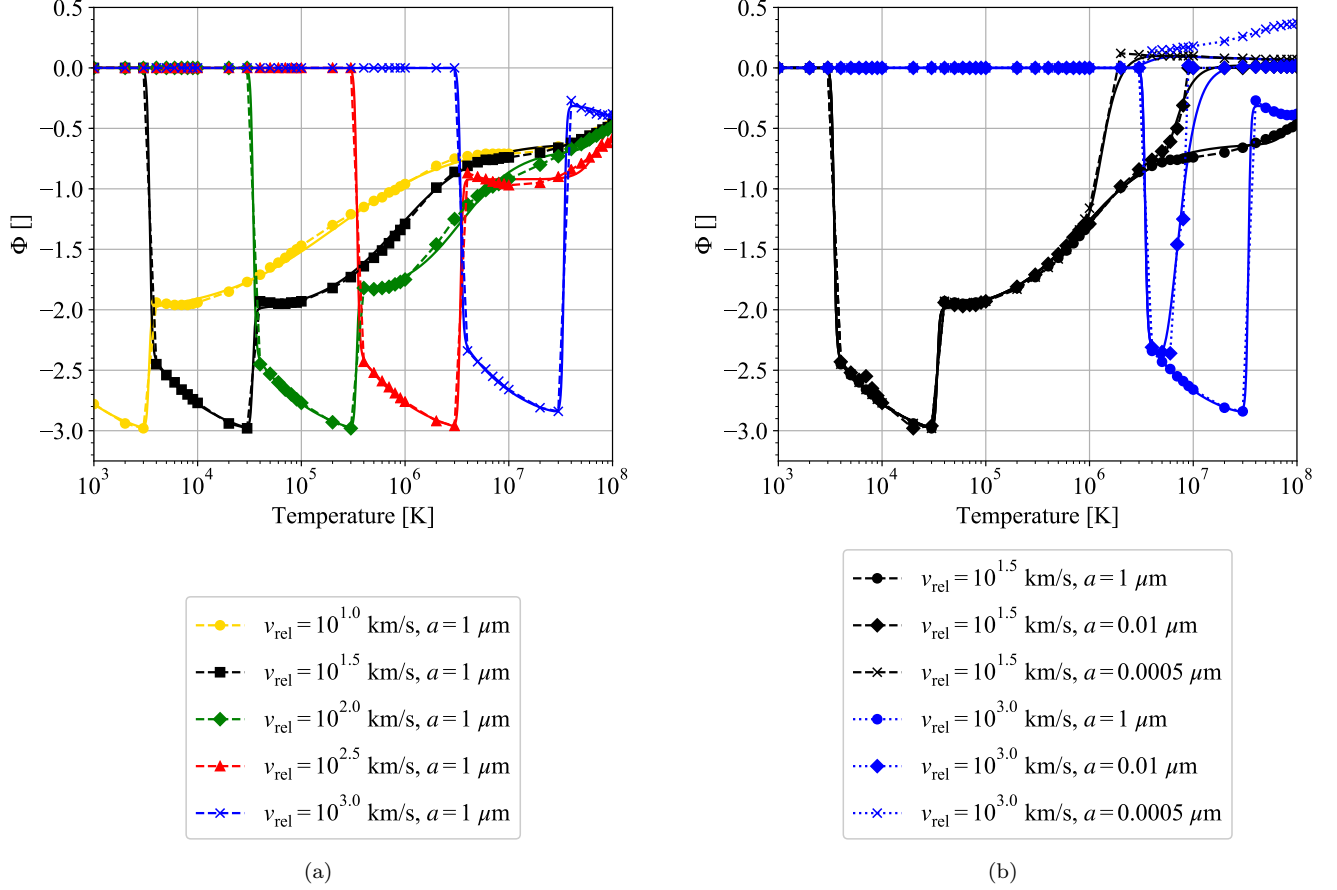 0.5
0.0
−0.5
−1.0
−1.5
−2.0
−2.5
−3.0
Φ []
10³ 10⁴ 10⁵ 10⁶ 10⁷ 10⁸
Temperature [K]
v_rel = 10^1.0 km/s, a = 1 μm
v_rel = 10^1.5 km/s, a = 1 μm
v_rel = 10^2.0 km/s, a = 1 μm
v_rel = 10^2.5 km/s, a = 1 μm
v_rel = 10^3.0 km/s, a = 1 μm
(a)
0.5
0.0
−0.5
−1.0
−1.5
−2.0
−2.5
−3.0
Φ []
10³ 10⁴ 10⁵ 10⁶ 10⁷ 10⁸
Temperature [K]
v_rel = 10^1.5 km/s, a = 1 μm
v_rel = 10^1.5 km/s, a = 0.01 μm
v_rel = 10^1.5 km/s, a = 0.0005 μm
v_rel = 10^3.0 km/s, a = 1 μm
v_rel = 10^3.0 km/s, a = 0.01 μm
v_rel = 10^3.0 km/s, a = 0.0005 μm
(b)